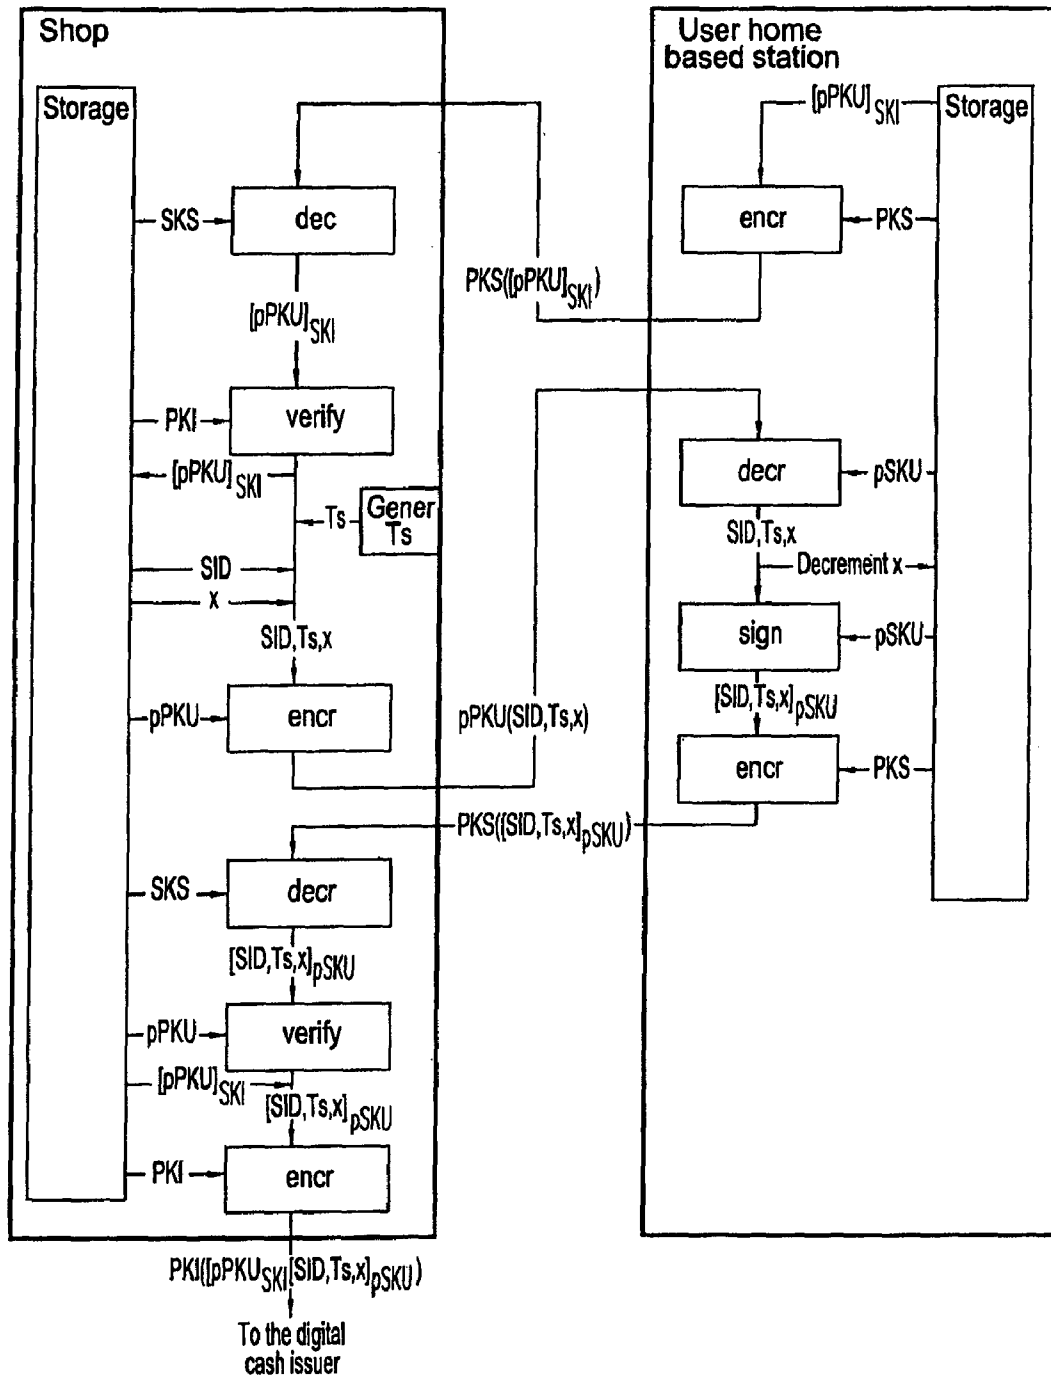 Shop
Storage
SKS
dec
[pPKU]SKI
PKI
verify
[pPKU]SKI
Ts
Gener
Ts
SID
x
SID,Ts,x
pPKU
encr
SKS
decr
[SID,Ts,x]pSKU
pPKU
verify
[pPKU]SKI
[SID,Ts,x]pSKU
PKI
encr
PKI([pPKUSKI[SID,Ts,x]pSKU)
To the digital
cash issuer
PKS([pPKU]SKI)
pPKU(SID,Ts,x)
PKS([SID,Ts,x]pSKU)
User home
based station
[pPKU]SKI
Storage
encr
PKS
decr
pSKU
SID,Ts,x
Decrement x
sign
pSKU
[SID,Ts,x]pSKU
encr
PKS